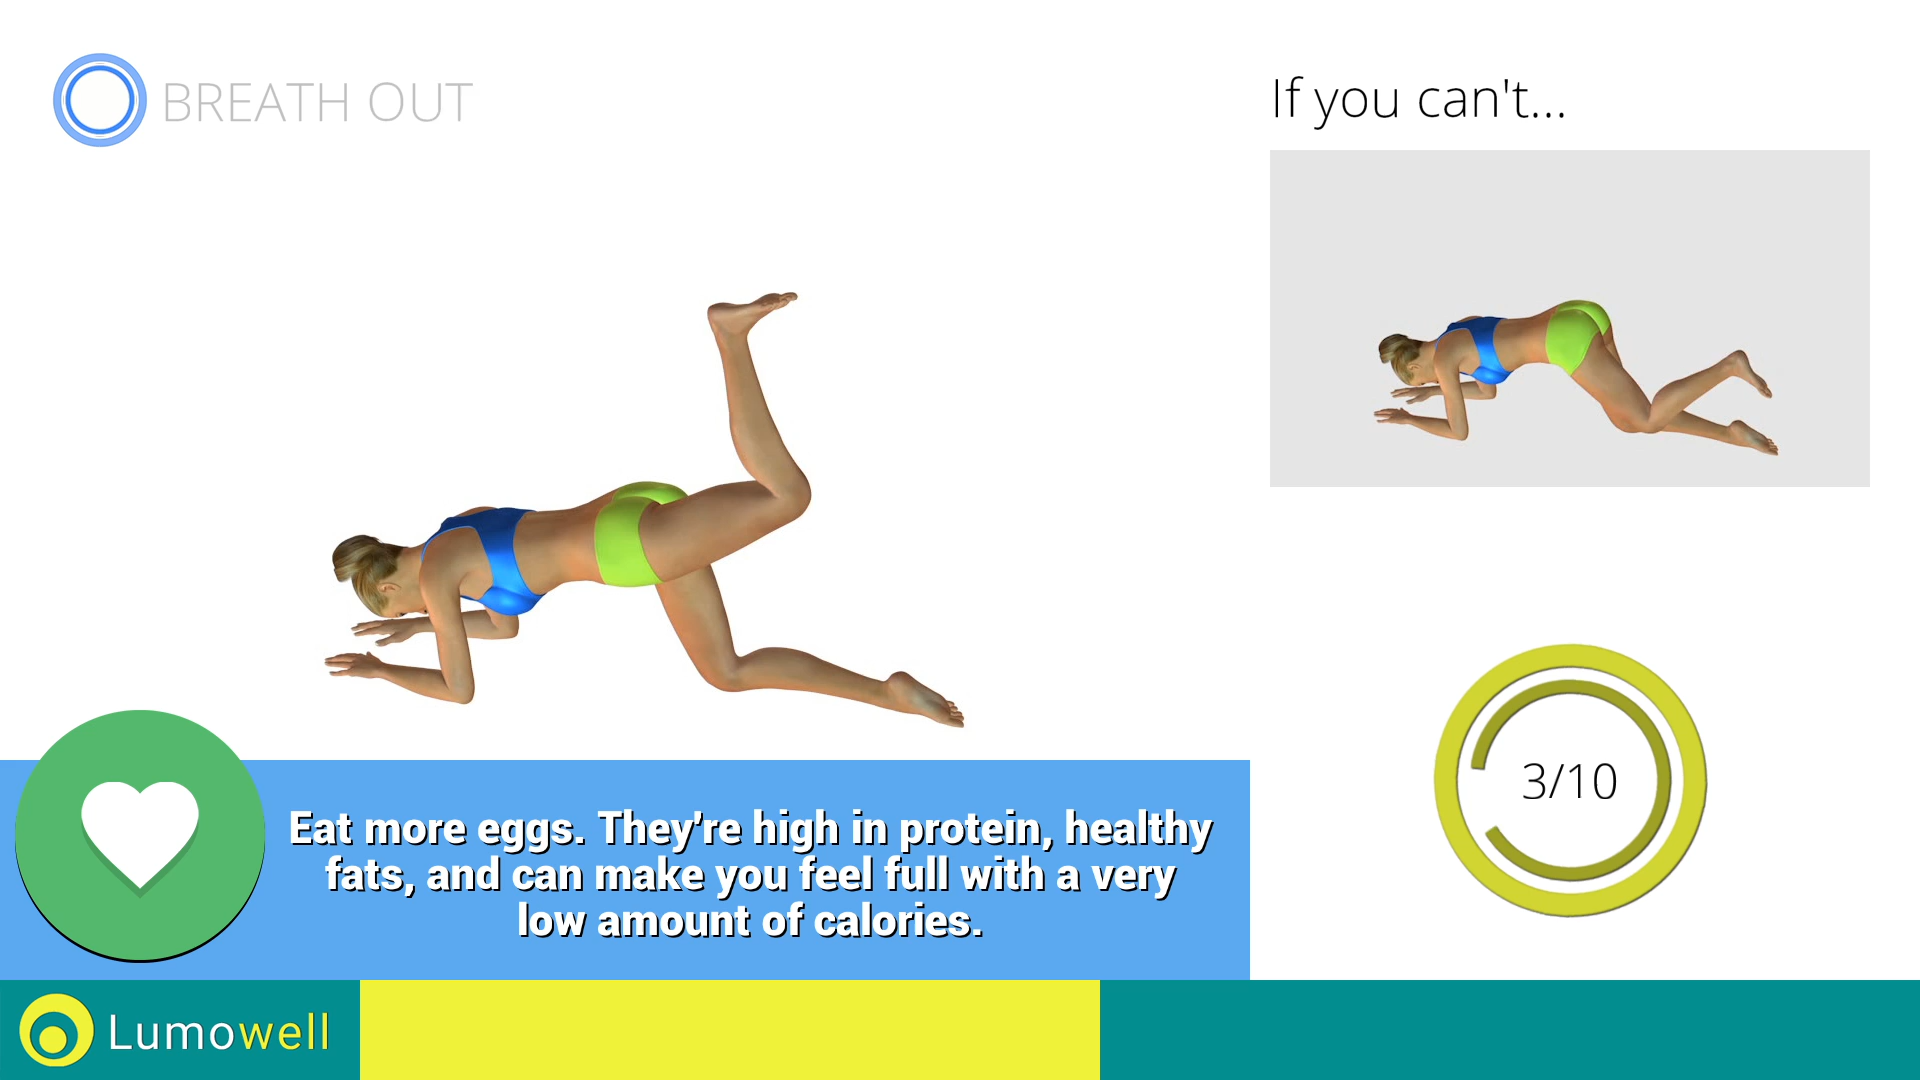 BREATH OUT
If you can't...
3/10
Eat more eggs. They're high in protein, healthy
fats, and can make you feel full with a very
low amount of calories.
Lumowell